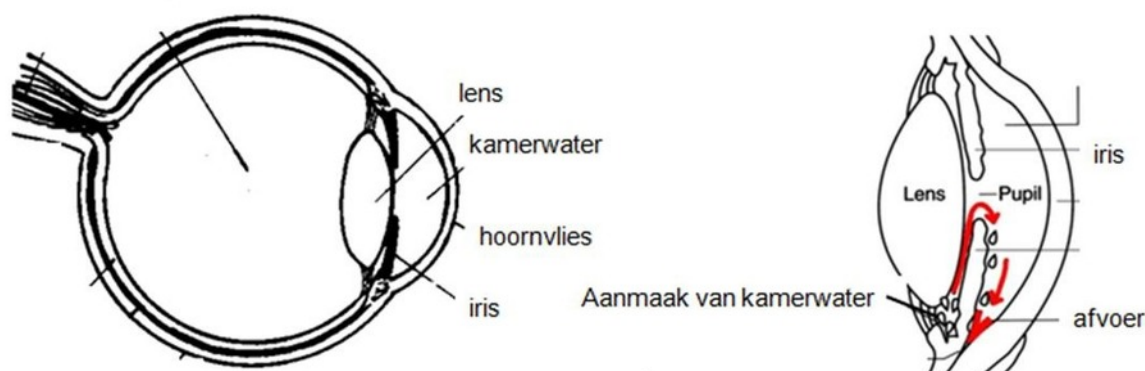 lens
kamerwater
hoornvlies
iris
iris
Lens
Pupil
Aanmaak van kamerwater
afvoer